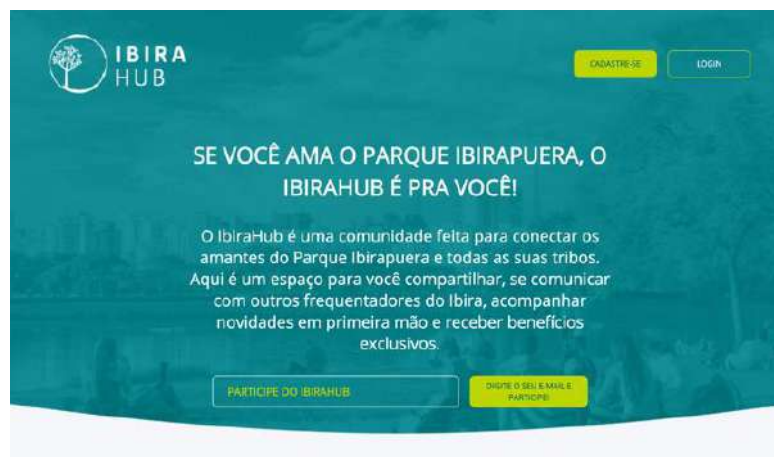 IBIRA
HUB
CADASTRE-SE
LOGIN
SE VOCÊ AMA O PARQUE IBIRAPUERA, O
IBIRAHUB É PRA VOCÊ!
O IbiraHub é uma comunidade feita para conectar os
amantes do Parque Ibirapuera e todas as suas tribos.
Aqui é um espaço para você compartilhar, se comunicar
com outros frequentadores do Ibira, acompanhar
novidades em primeira mão e receber benefícios
exclusivos.
PARTICIPE DO IBIRAHUB
DIGITE O SEU E-MAIL E
PARTICIPE!